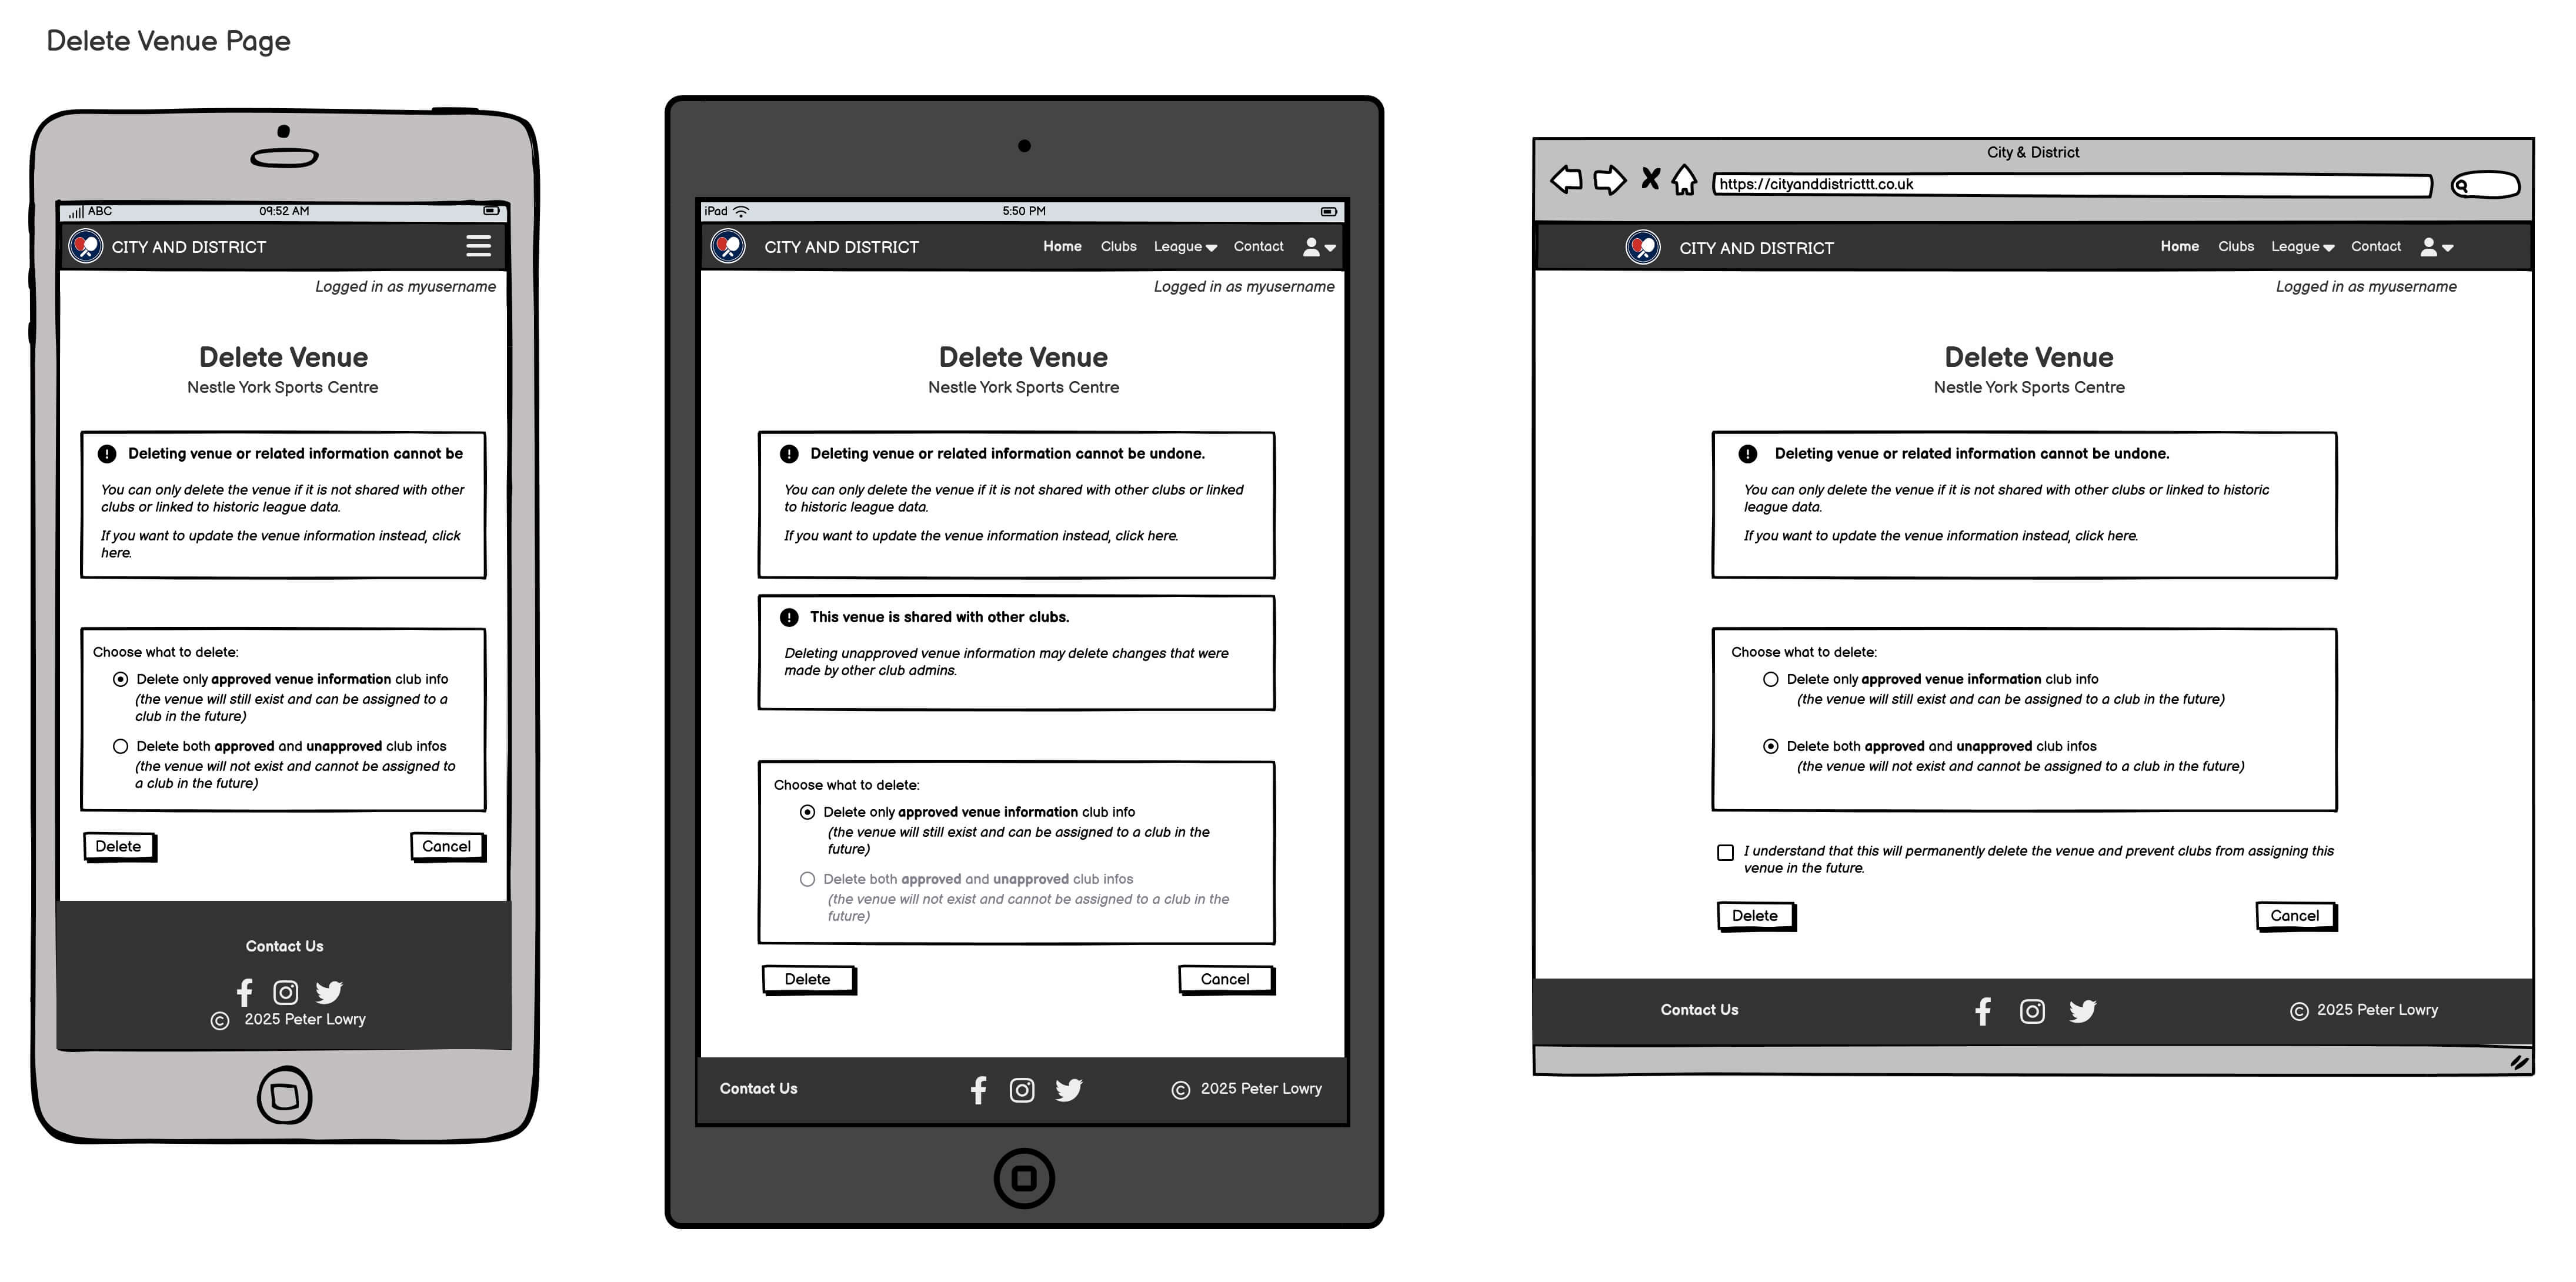 Delete Venue Page
ABC
09:52 AM
CITY AND DISTRICT
Logged in as myusername
Delete Venue
Nestle York Sports Centre
Deleting venue or related information cannot be
You can only delete the venue if it is not shared with other
clubs or linked to historic league data.
If you want to update the venue information instead, click
here.
Choose what to delete:
Delete only approved venue information club info
(the venue will still exist and can be assigned to a
club in the future)
Delete both approved and unapproved club infos
(the venue will not exist and cannot be assigned to
a club in the future)
Delete
Cancel
Contact Us
© 2025 Peter Lowry
iPad
5:50 PM
CITY AND DISTRICT
Home Clubs League Contact
Logged in as myusername
Delete Venue
Nestle York Sports Centre
Deleting venue or related information cannot be undone.
You can only delete the venue if it is not shared with other clubs or linked
to historic league data.
If you want to update the venue information instead, click here.
This venue is shared with other clubs.
Deleting unapproved venue information may delete changes that were
made by other club admins.
Choose what to delete:
Delete only approved venue information club info
(the venue will still exist and can be assigned to a club in the
future)
Delete both approved and unapproved club infos
(the venue will not exist and cannot be assigned to a club in the
future)
Delete
Cancel
Contact Us
© 2025 Peter Lowry
City & District
https://cityanddistricttt.co.uk
CITY AND DISTRICT
Home Clubs League Contact
Logged in as myusername
Delete Venue
Nestle York Sports Centre
Deleting venue or related information cannot be undone.
You can only delete the venue if it is not shared with other clubs or linked to historic
league data.
If you want to update the venue information instead, click here.
Choose what to delete:
Delete only approved venue information club info
(the venue will still exist and can be assigned to a club in the future)
Delete both approved and unapproved club infos
(the venue will not exist and cannot be assigned to a club in the future)
I understand that this will permanently delete the venue and prevent clubs from assigning this
venue in the future.
Delete
Cancel
Contact Us
© 2025 Peter Lowry